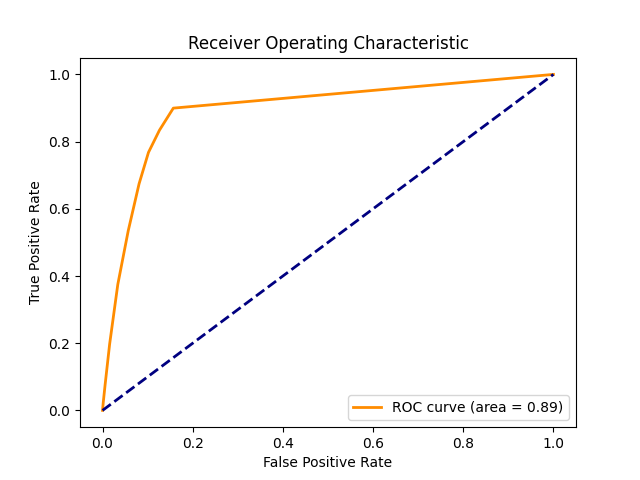 Receiver Operating Characteristic
True Positive Rate
1.0
0.8
0.6
0.4
0.2
0.0
ROC curve (area = 0.89)
0.0 0.2 0.4 0.6 0.8 1.0
False Positive Rate